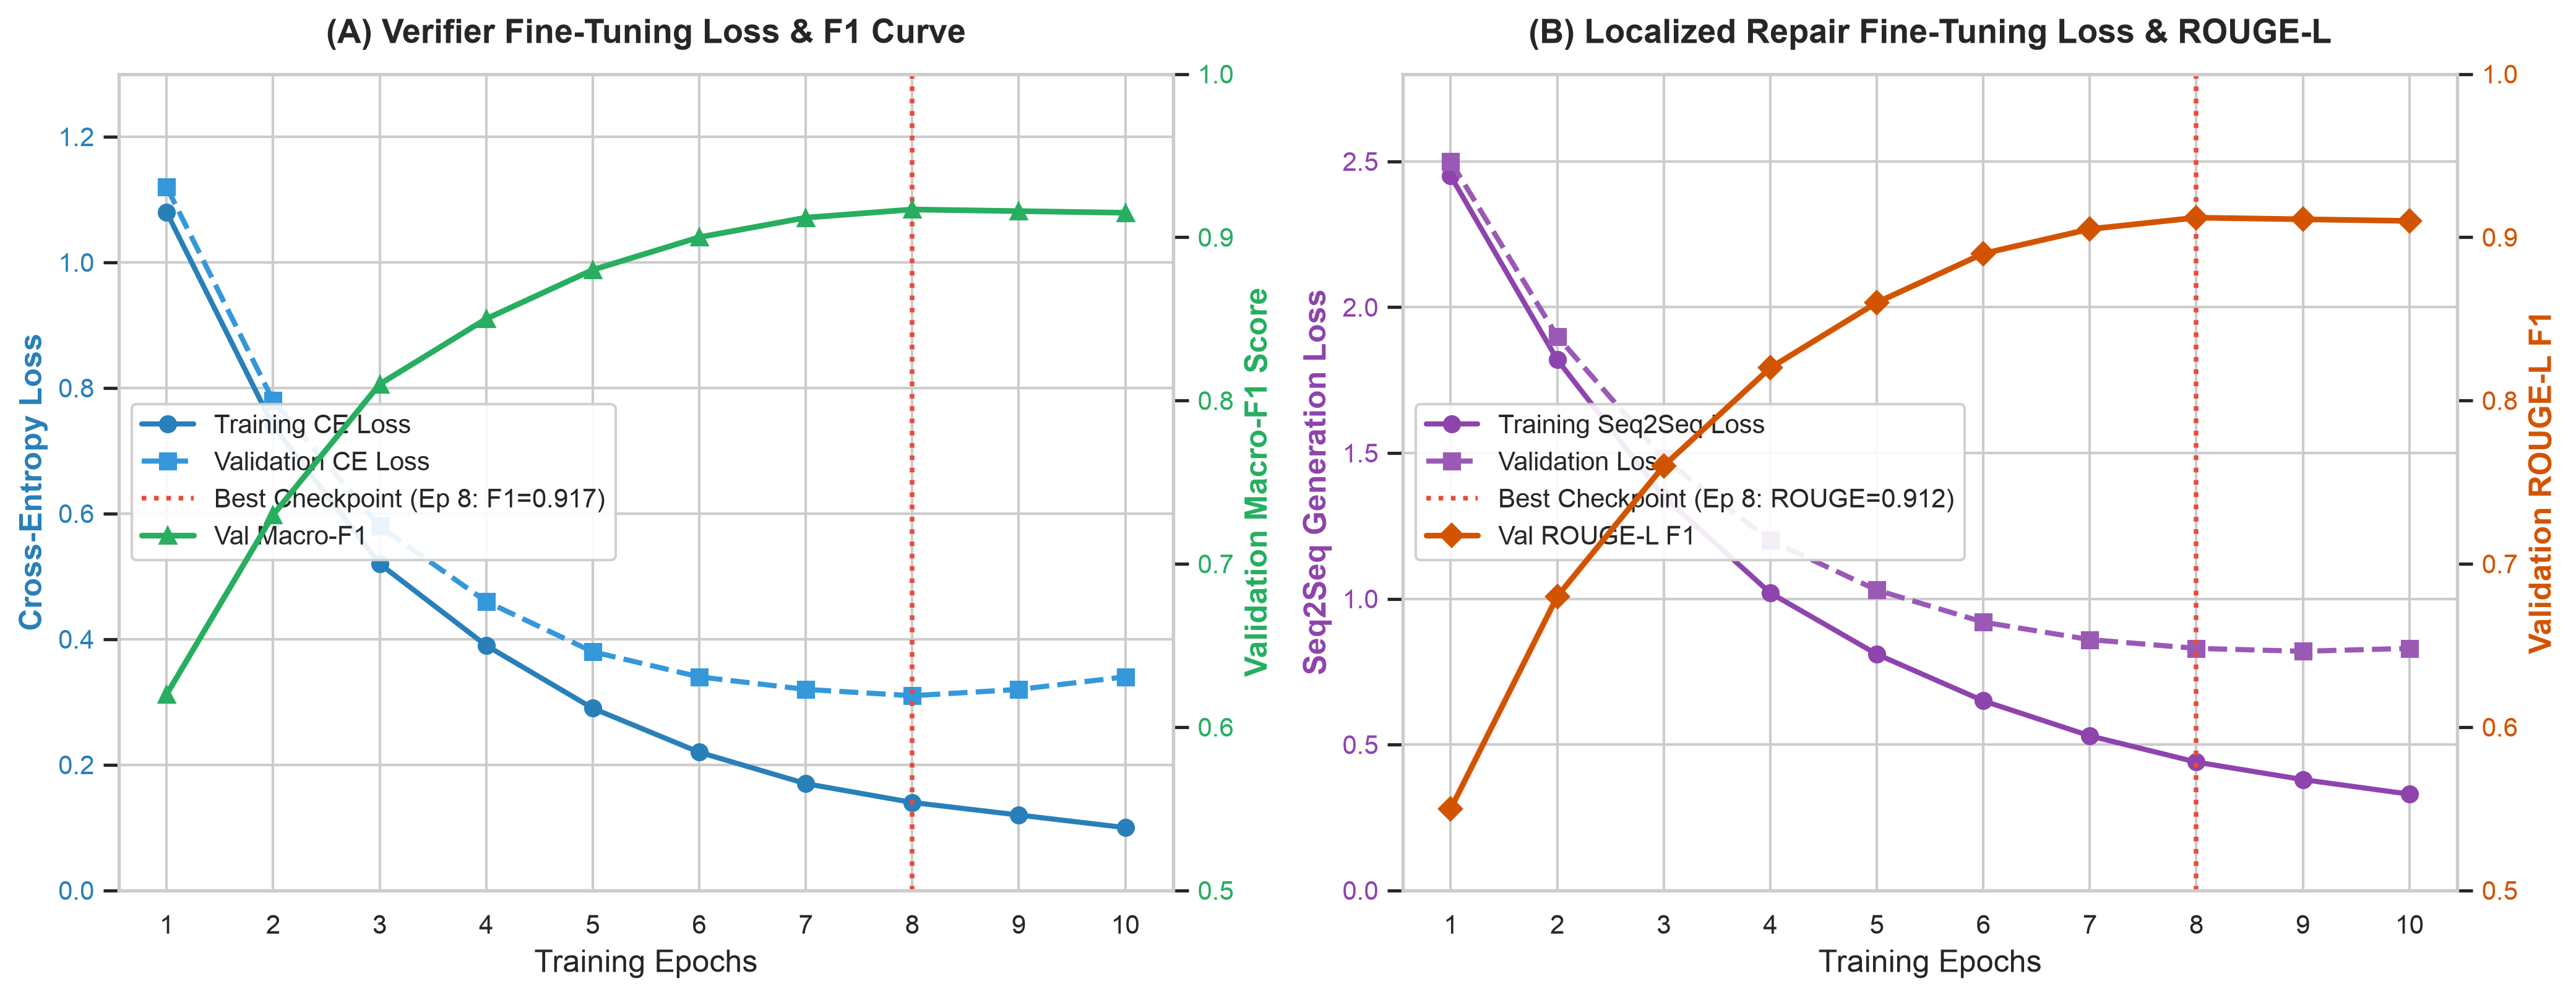 (A) Verifier Fine-Tuning Loss & F1 Curve
Cross-Entropy Loss
1.2
1.0
0.8
0.6
0.4
0.2
0.0
Training CE Loss
Validation CE Loss
Best Checkpoint (Ep 8: F1=0.917)
Val Macro-F1
1.0
0.9
0.8
0.7
0.6
0.5
Validation Macro-F1 Score
1 2 3 4 5 6 7 8 9 10
Training Epochs
(B) Localized Repair Fine-Tuning Loss & ROUGE-L
Seq2Seq Generation Loss
2.5
2.0
1.5
1.0
0.5
0.0
Training Seq2Seq Loss
Validation Loss
Best Checkpoint (Ep 8: ROUGE=0.912)
Val ROUGE-L F1
1.0
0.9
0.8
0.7
0.6
0.5
Validation ROUGE-L F1
1 2 3 4 5 6 7 8 9 10
Training Epochs